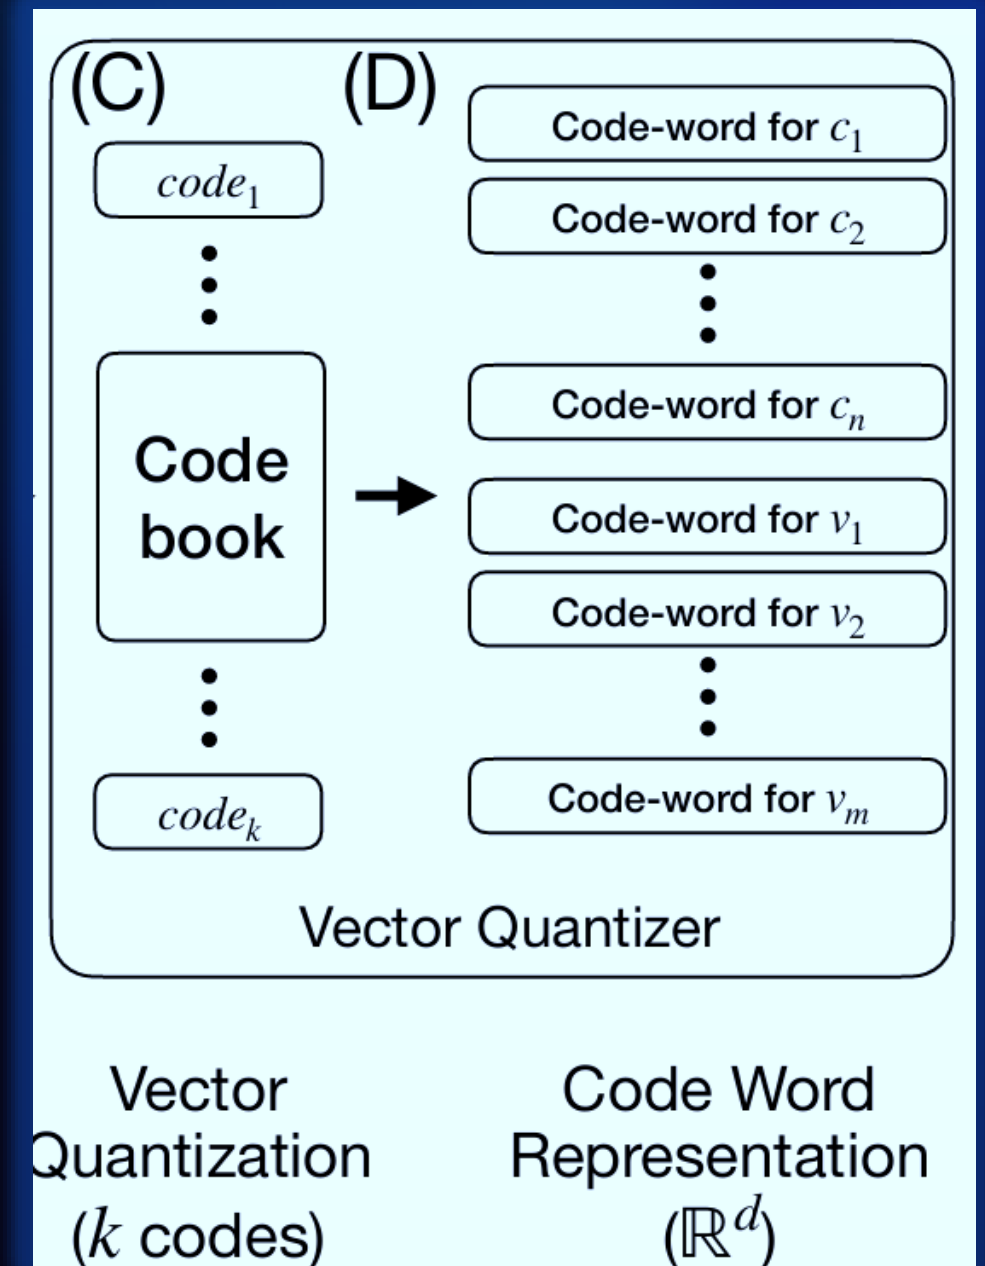 (C)
(D)
code₁
Code
book
codeₖ
Code-word for c₁
Code-word for c₂
Code-word for cₙ
Code-word for v₁
Code-word for v₂
Code-word for vₘ
Vector Quantizer
Vector
Quantization
(k codes)
Code Word
Representation
(ℝᵈ)